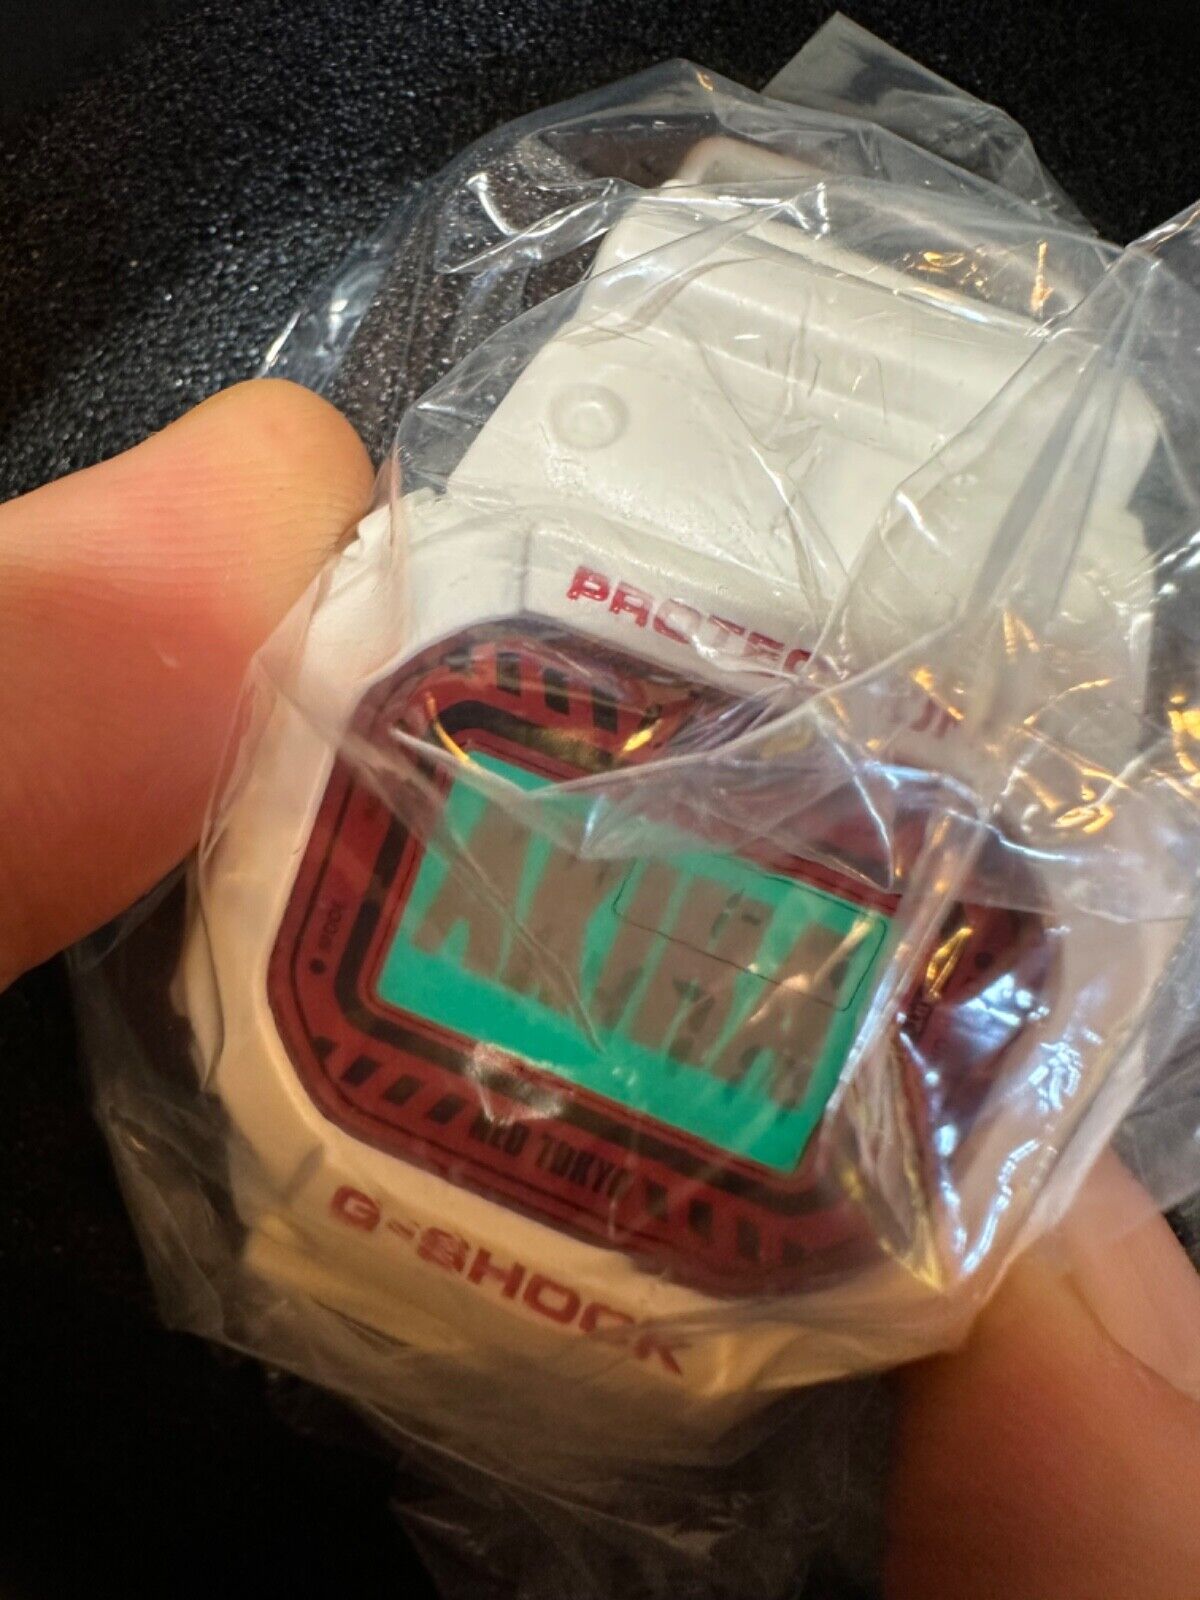 PROTEC
AKIRA
NEO TOKYO
G-SHOCK